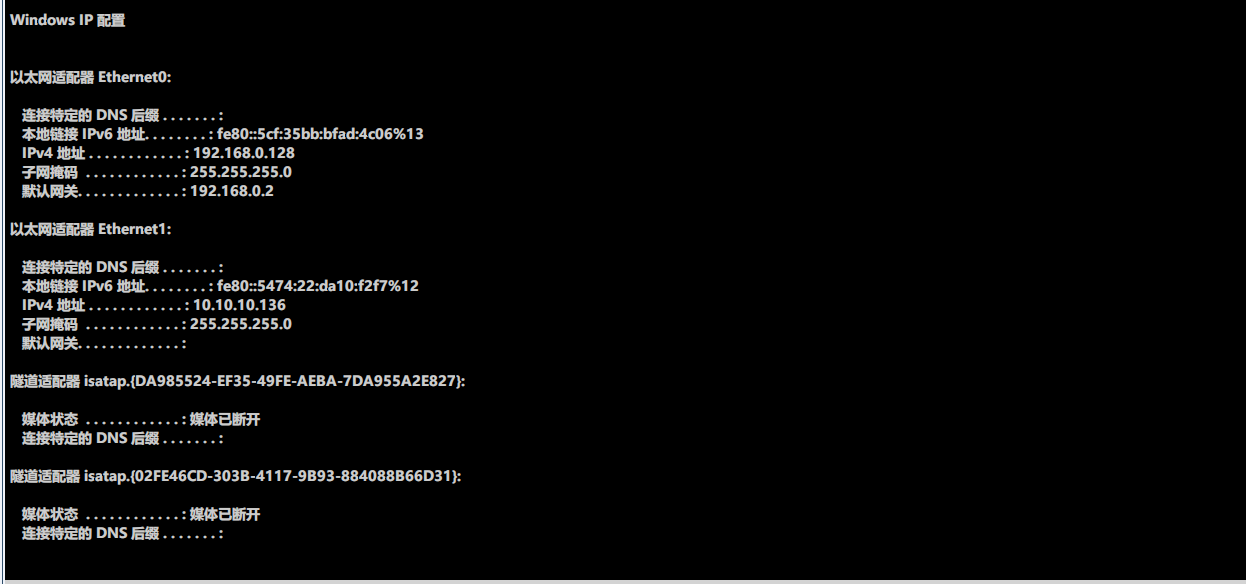 Windows IP 配置
以太网适配器 Ethernet0:
连接特定的 DNS 后缀 . . . . . . . :
本地链接 IPv6 地址. . . . . . . . : fe80::5cf:35bb:bfad:4c06%13
IPv4 地址 . . . . . . . . . . . . : 192.168.0.128
子网掩码 . . . . . . . . . . . . : 255.255.255.0
默认网关. . . . . . . . . . . . . : 192.168.0.2
以太网适配器 Ethernet1:
连接特定的 DNS 后缀 . . . . . . . :
本地链接 IPv6 地址. . . . . . . . : fe80::5474:22:da10:f2f7%12
IPv4 地址 . . . . . . . . . . . . : 10.10.10.136
子网掩码 . . . . . . . . . . . . : 255.255.255.0
默认网关. . . . . . . . . . . . . :
隧道适配器 isatap.{DA985524-EF35-49FE-AEBA-7DA955A2E827}:
媒体状态 . . . . . . . . . . . . : 媒体已断开
连接特定的 DNS 后缀 . . . . . . . :
隧道适配器 isatap.{02FE46CD-303B-4117-9B93-884088B66D31}:
媒体状态 . . . . . . . . . . . . : 媒体已断开
连接特定的 DNS 后缀 . . . . . . . :